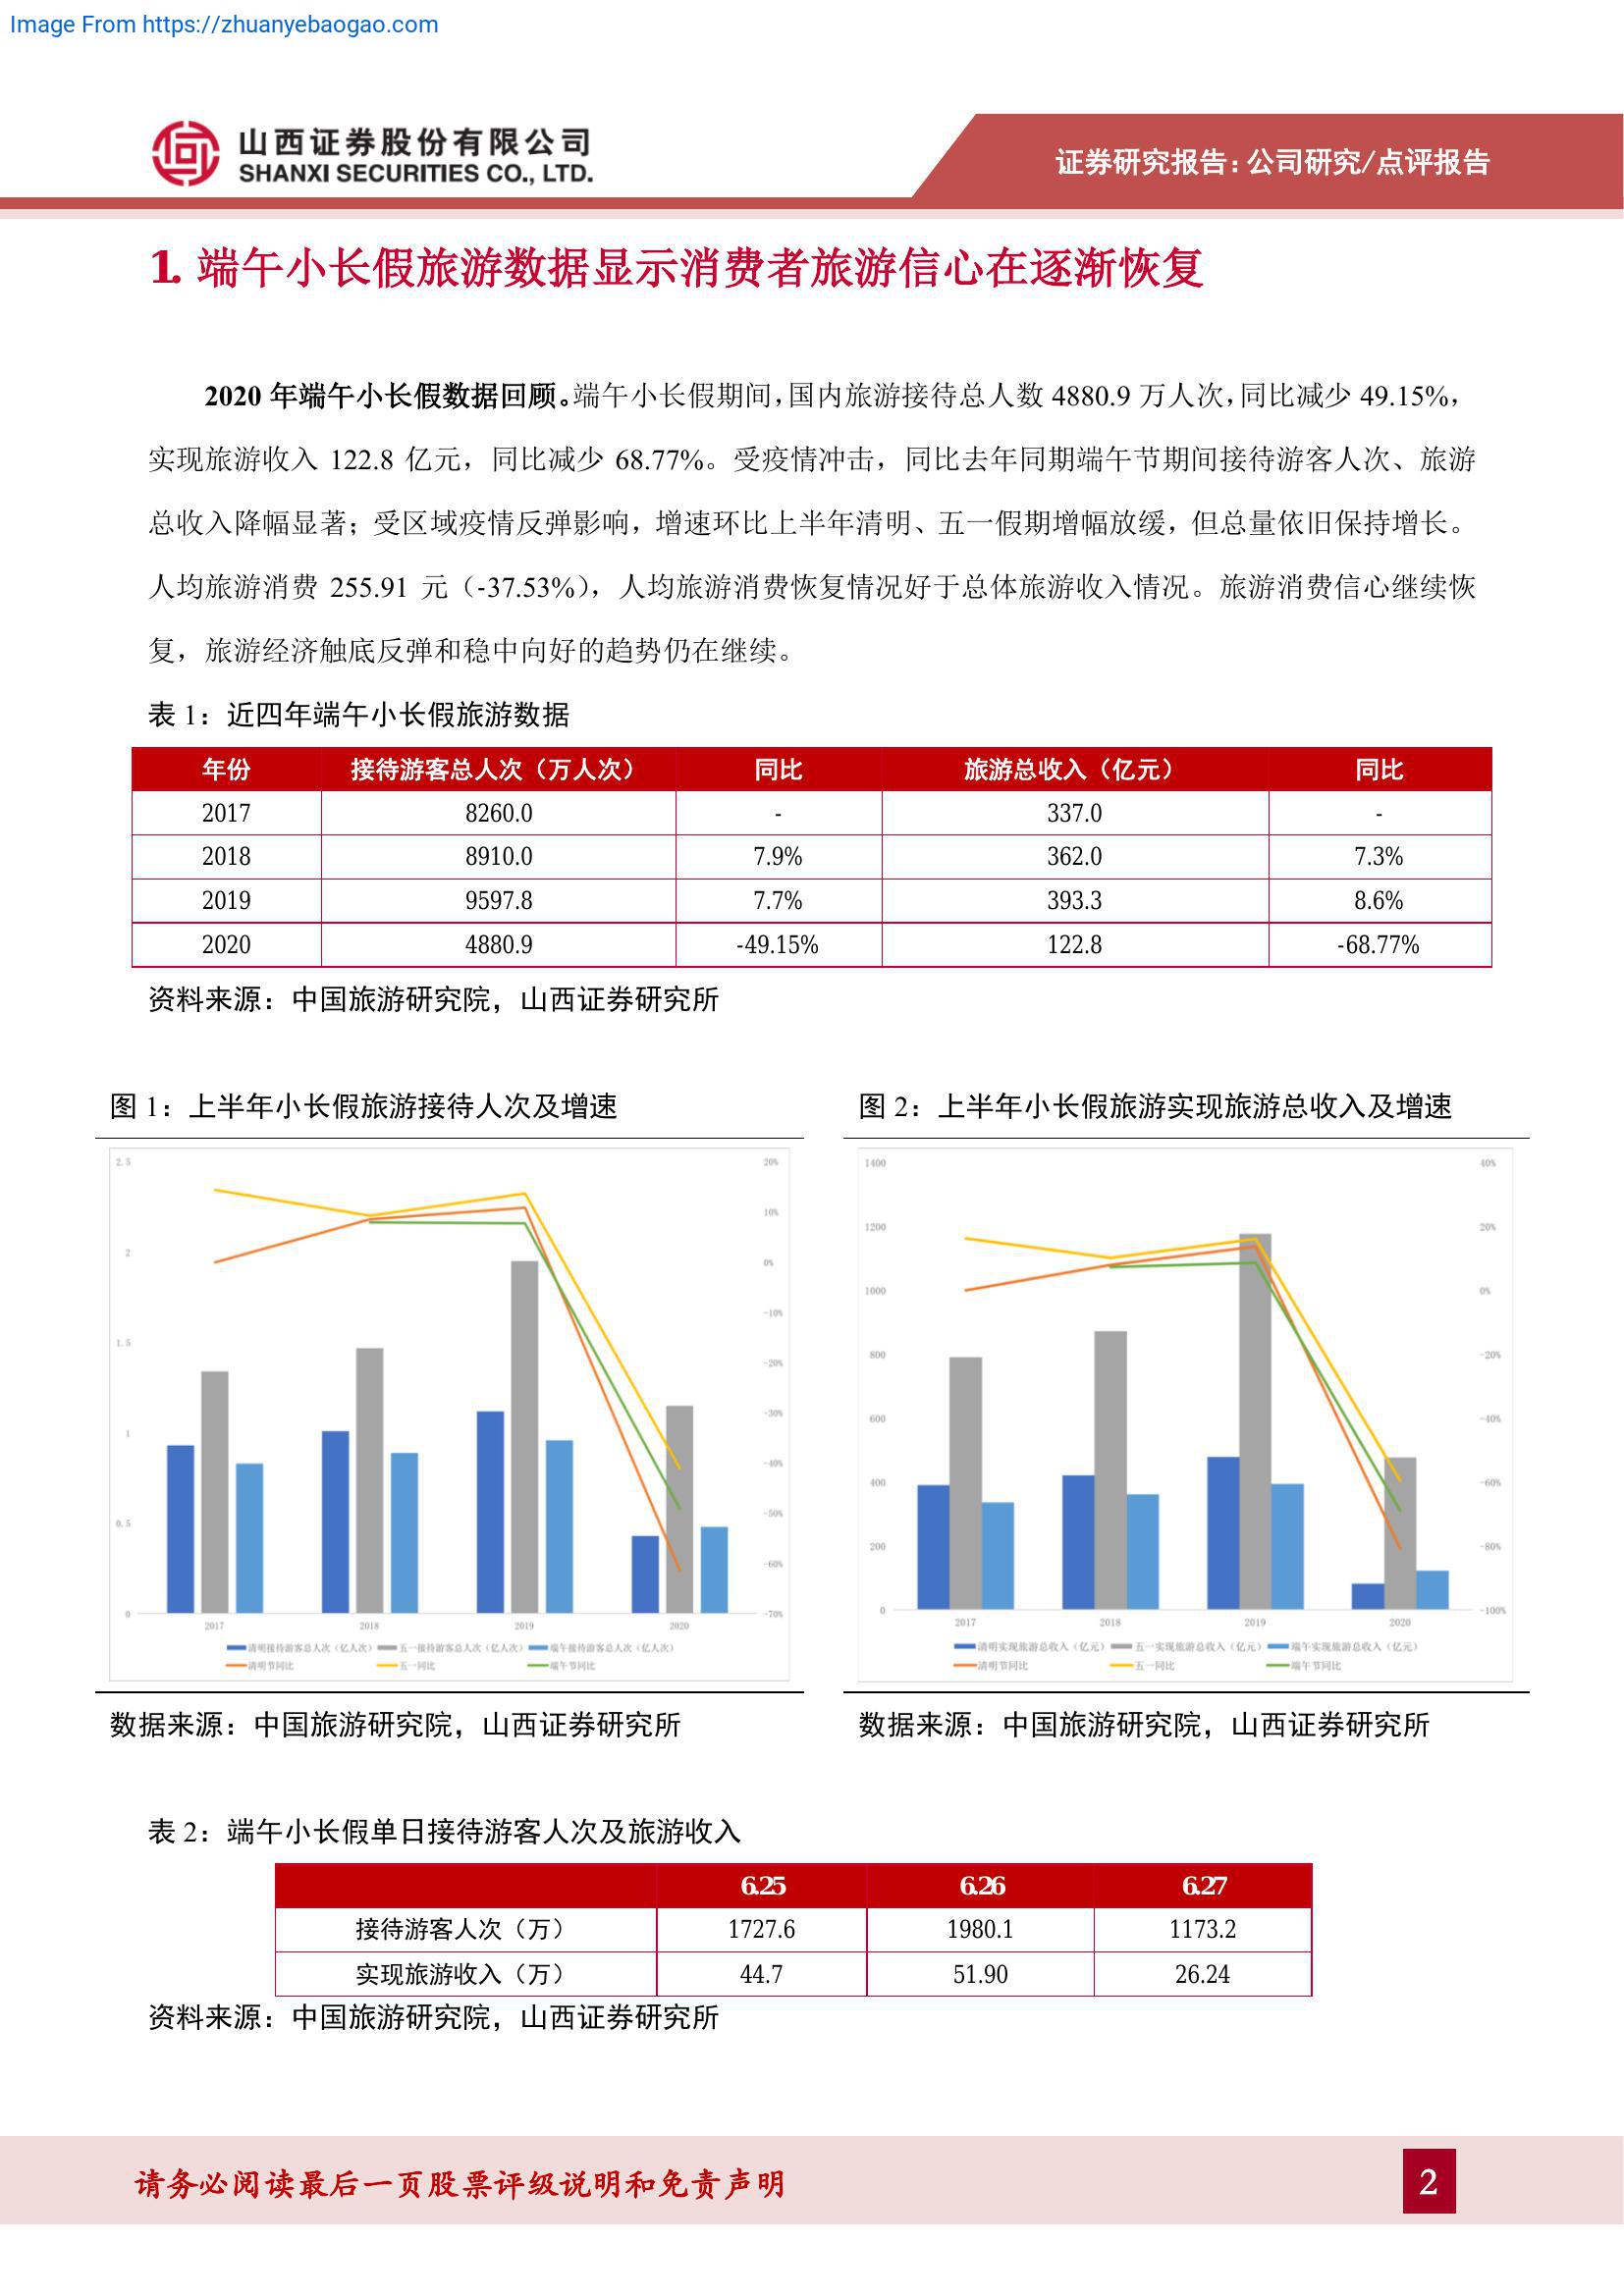 Image From https://zhuanyebaogao.com
山西证券股份有限公司
SHANXI SECURITIES CO., LTD.
证券研究报告：公司研究/点评报告
1. 端午小长假旅游数据显示消费者旅游信心在逐渐恢复
2020 年端午小长假数据回顾。端午小长假期间，国内旅游接待总人数 4880.9 万人次，同比减少 49.15%，
实现旅游收入 122.8 亿元，同比减少 68.77%。受疫情冲击，同比去年同期端午节期间接待游客人次、旅游
总收入降幅显著；受区域疫情反弹影响，增速环比上半年清明、五一假期增幅放缓，但总量依旧保持增长。
人均旅游消费 255.91 元（-37.53%），人均旅游消费恢复情况好于总体旅游收入情况。旅游消费信心继续恢
复，旅游经济触底反弹和稳中向好的趋势仍在继续。
表 1：近四年端午小长假旅游数据
年份 接待游客总人次（万人次） 同比 旅游总收入（亿元） 同比
2017 8260.0 - 337.0 -
2018 8910.0 7.9% 362.0 7.3%
2019 9597.8 7.7% 393.3 8.6%
2020 4880.9 -49.15% 122.8 -68.77%
资料来源：中国旅游研究院，山西证券研究所
图 1：上半年小长假旅游接待人次及增速
2.5 20%
10%
2 0%
-10%
1.5 -20%
-30%
1 -40%
-50%
0.5 -60%
0 -70%
2017 2018 2019 2020
清明接待游客总人次（亿人次） 五一接待游客总人次（亿人次） 端午接待游客总人次（亿人次）
清明节同比 五一同比 端午节同比
数据来源：中国旅游研究院，山西证券研究所
图 2：上半年小长假旅游实现旅游总收入及增速
1400 40%
1200 20%
1000 0%
800 -20%
600 -40%
400 -60%
200 -80%
0 -100%
2017 2018 2019 2020
清明实现旅游总收入（亿元） 五一实现旅游总收入（亿元） 端午实现旅游总收入（亿元）
清明节同比 五一同比 端午节同比
数据来源：中国旅游研究院，山西证券研究所
表 2：端午小长假单日接待游客人次及旅游收入
6.25 6.26 6.27
接待游客人次（万） 1727.6 1980.1 1173.2
实现旅游收入（万） 44.7 51.90 26.24
资料来源：中国旅游研究院，山西证券研究所
请务必阅读最后一页股票评级说明和免责声明
2